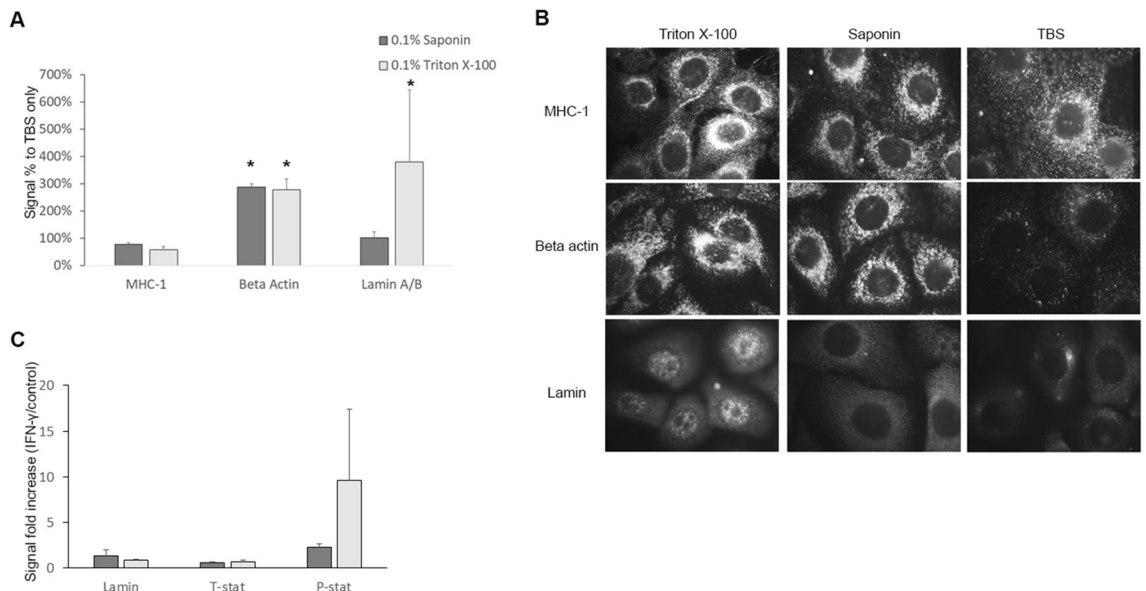 A
0.1% Saponin
0.1% Triton X-100
Signal % to TBS only
700%
600%
500%
400%
300%
200%
100%
0%
*
*
*
MHC-1 Beta Actin Lamin A/B
B
Triton X-100 Saponin TBS
MHC-1
Beta actin
Lamin
C
Signal fold increase (IFN-γ/control)
20
15
10
5
0
Lamin T-stat P-stat